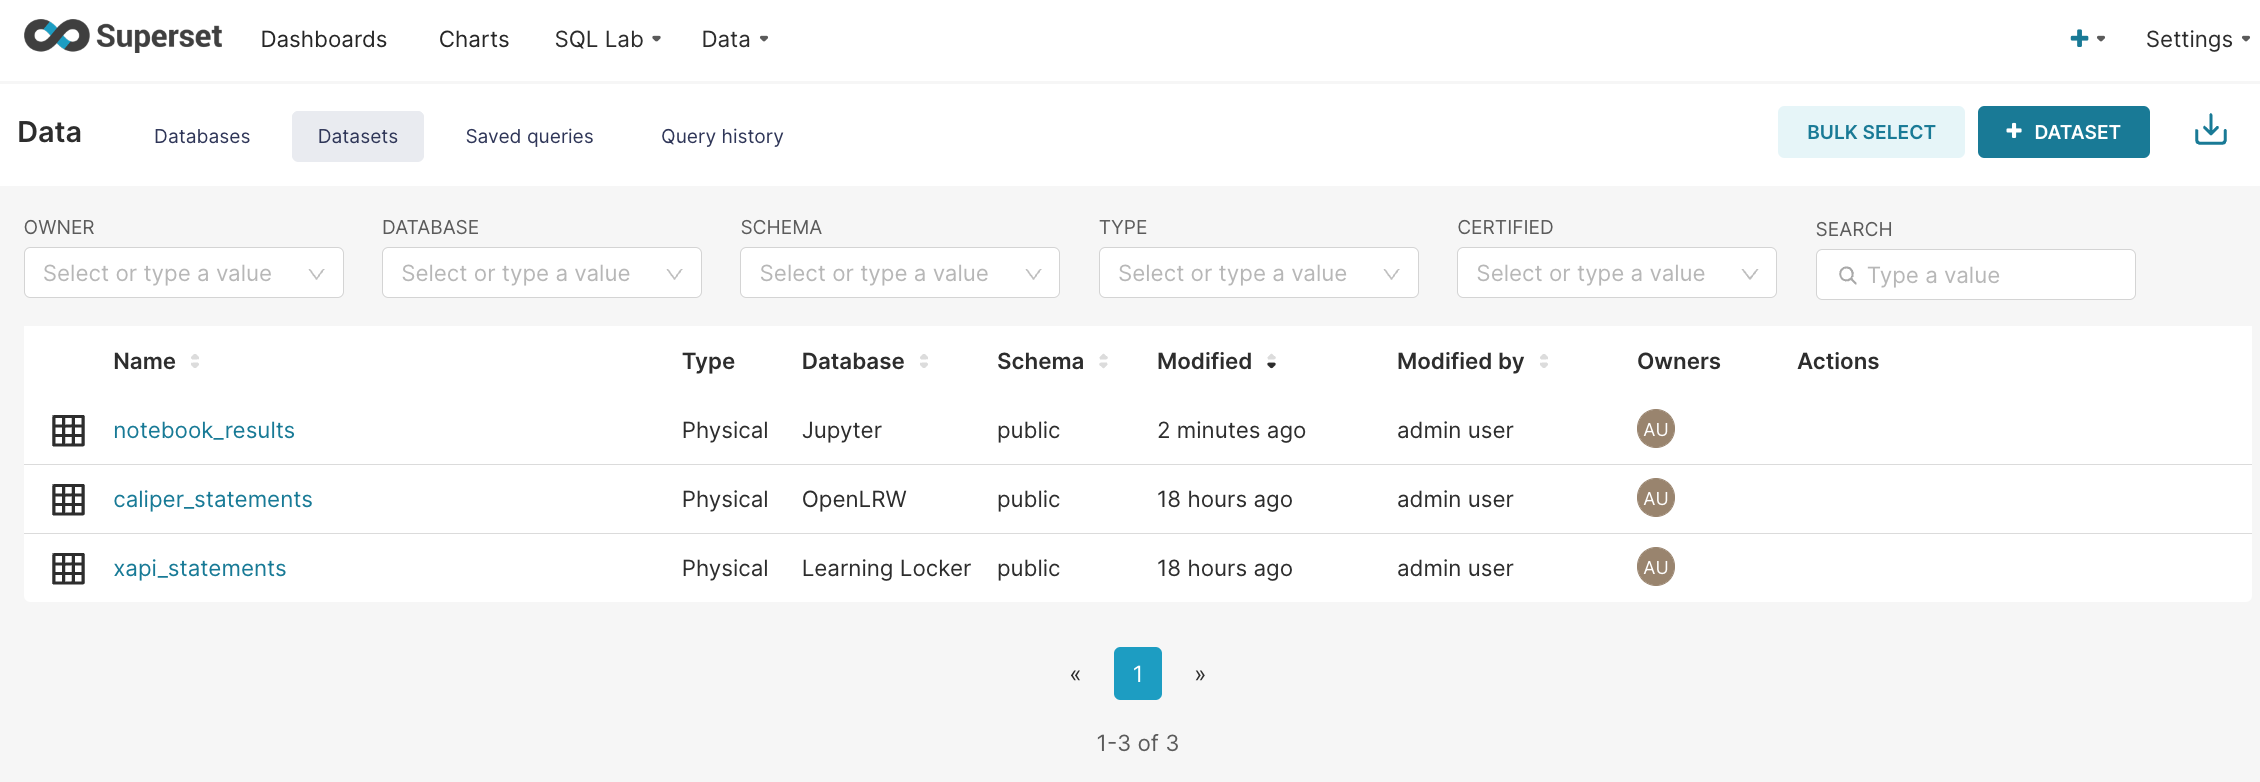 Superset Dashboards Charts SQL Lab Data + Settings
Data Databases Datasets Saved queries Query history BULK SELECT + DATASET
OWNER DATABASE SCHEMA TYPE CERTIFIED SEARCH
Select or type a value Select or type a value Select or type a value Select or type a value Select or type a value Type a value
Name Type Database Schema Modified Modified by Owners Actions
notebook_results Physical Jupyter public 2 minutes ago admin user AU
caliper_statements Physical OpenLRW public 18 hours ago admin user AU
xapi_statements Physical Learning Locker public 18 hours ago admin user AU
« 1 »
1-3 of 3